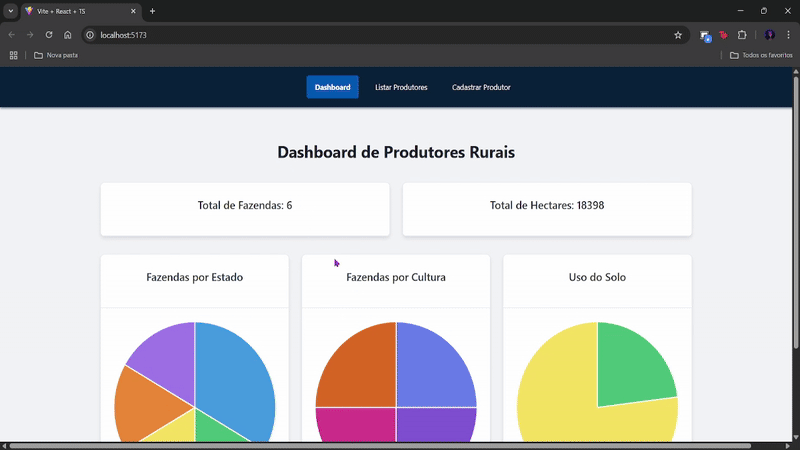 Vite + React + TS
localhost:5173
Nova pasta
Todos os favoritos
Dashboard
Listar Produtores
Cadastrar Produtor
Dashboard de Produtores Rurais
Total de Fazendas: 6
Total de Hectares: 18398
Fazendas por Estado
Fazendas por Cultura
Uso do Solo